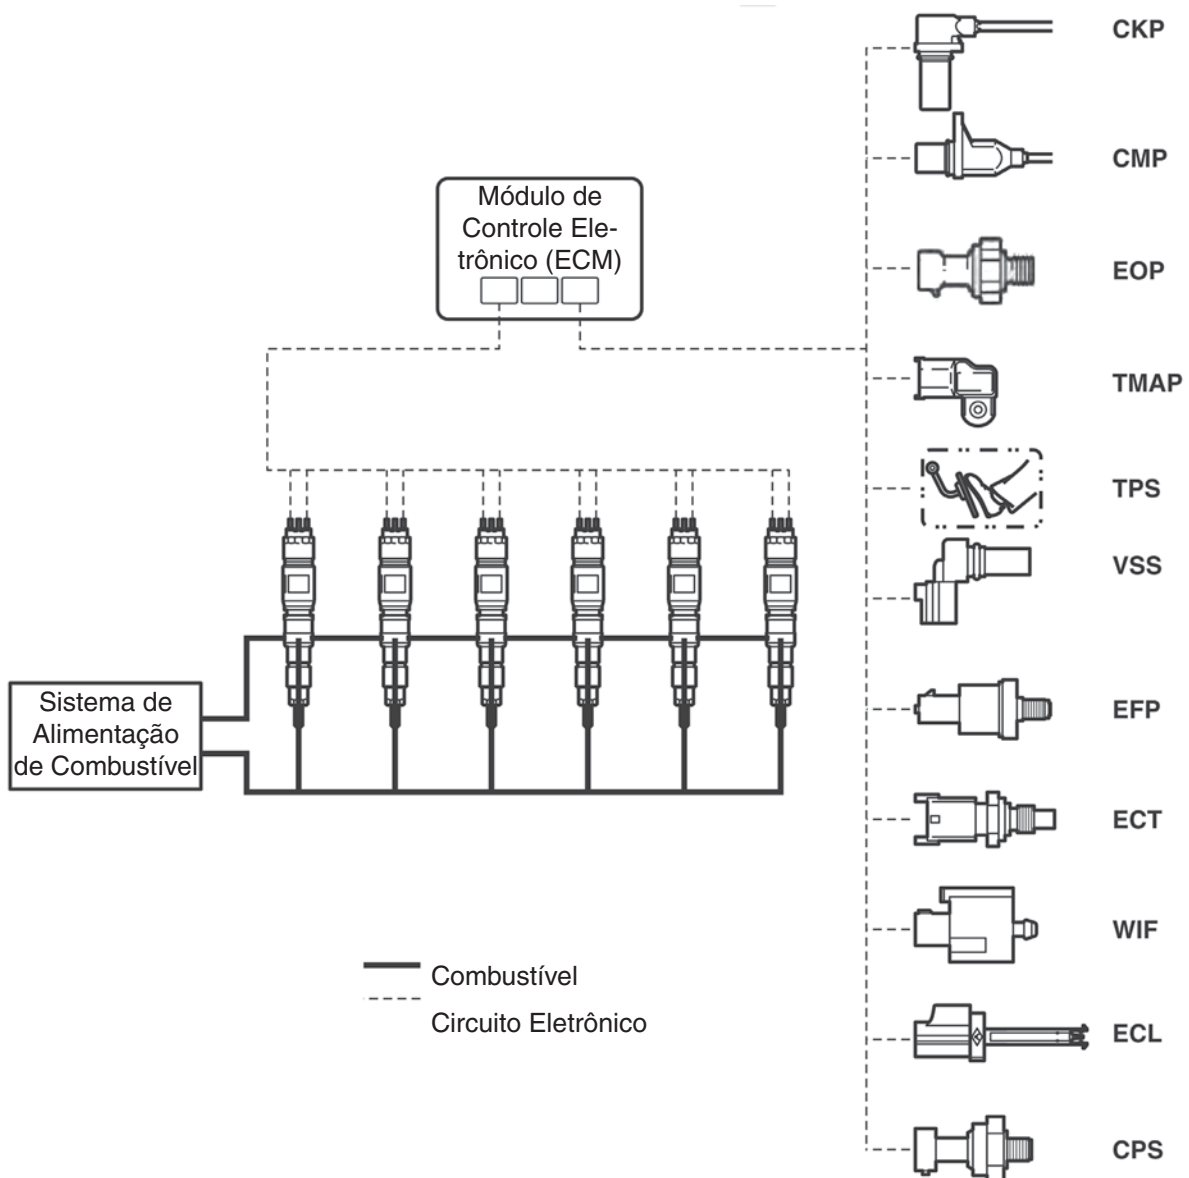 CKP
CMP
Módulo de
Controle Ele-
trônico (ECM)
EOP
TMAP
TPS
VSS
Sistema de
Alimentação
de Combustível
EFP
ECT
WIF
Combustível
Circuito Eletrônico
ECL
CPS